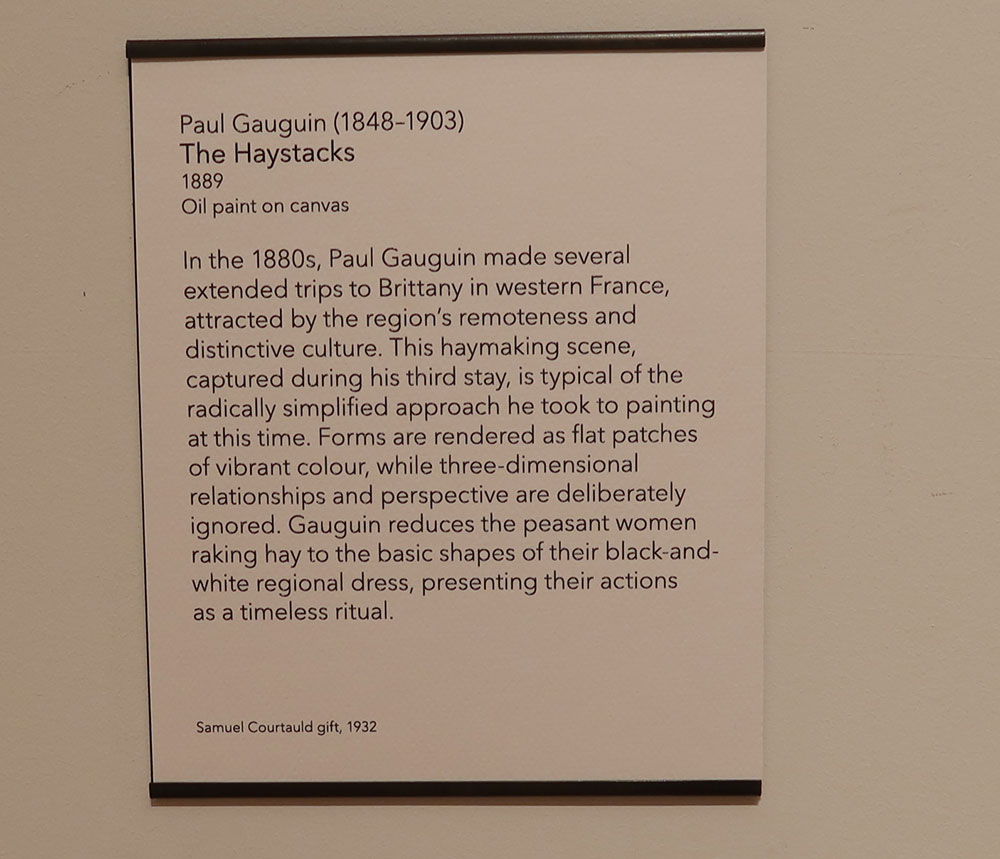 Paul Gauguin (1848–1903)
The Haystacks
1889
Oil paint on canvas
In the 1880s, Paul Gauguin made several
extended trips to Brittany in western France,
attracted by the region's remoteness and
distinctive culture. This haymaking scene,
captured during his third stay, is typical of the
radically simplified approach he took to painting
at this time. Forms are rendered as flat patches
of vibrant colour, while three-dimensional
relationships and perspective are deliberately
ignored. Gauguin reduces the peasant women
raking hay to the basic shapes of their black-and-
white regional dress, presenting their actions
as a timeless ritual.
Samuel Courtauld gift, 1932